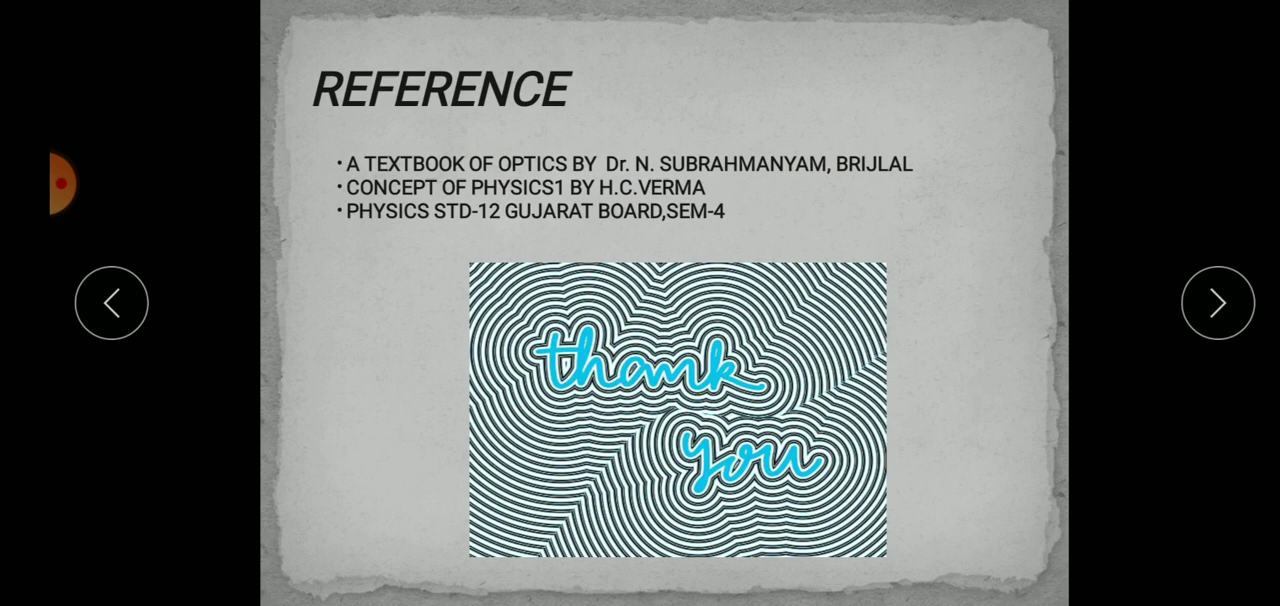 REFERENCE
• A TEXTBOOK OF OPTICS BY  Dr. N. SUBRAHMANYAM, BRIJLAL
• CONCEPT OF PHYSICS1 BY H.C.VERMA
• PHYSICS STD-12 GUJARAT BOARD,SEM-4
thank
you